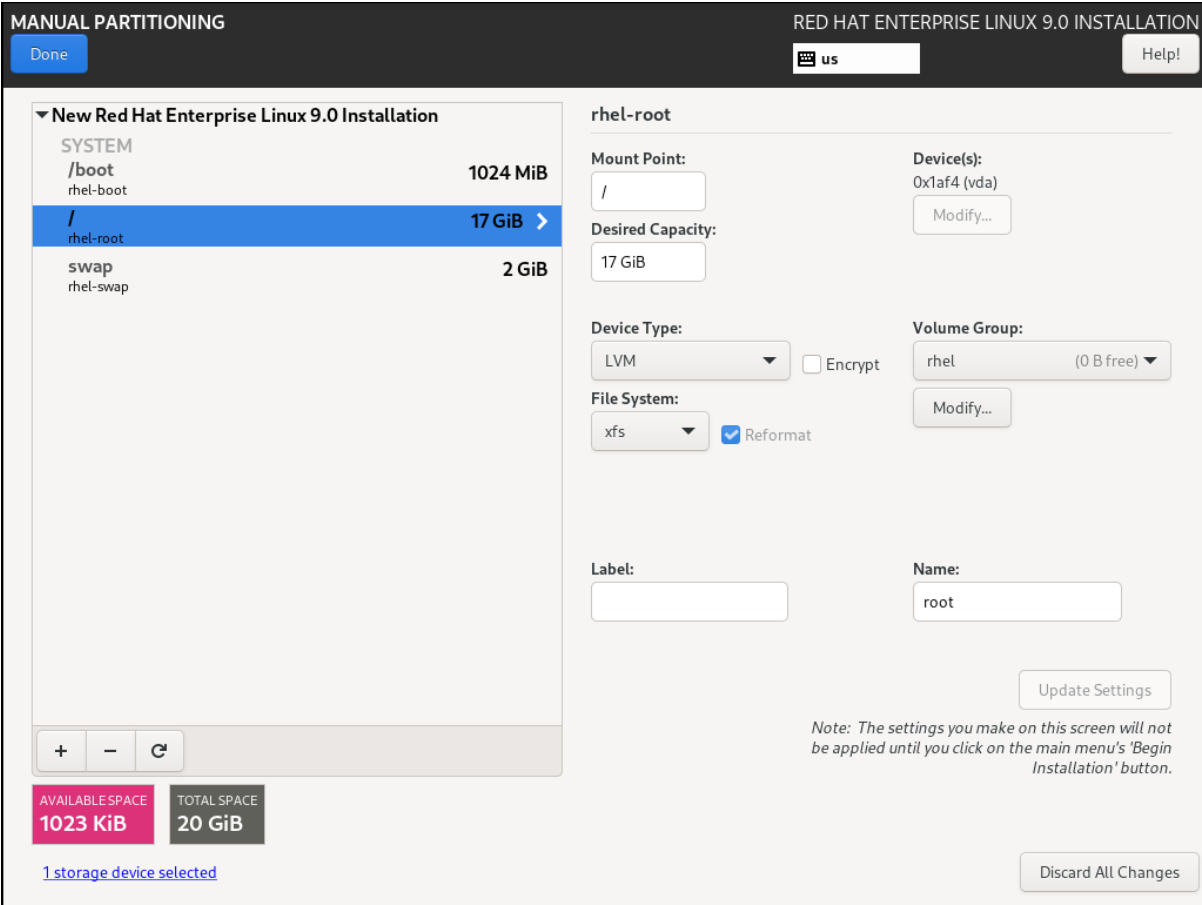 MANUAL PARTITIONING
RED HAT ENTERPRISE LINUX 9.0 INSTALLATION
Done
us
Help!
New Red Hat Enterprise Linux 9.0 Installation
SYSTEM
/boot
1024 MiB
rhel-boot
/
17 GiB
rhel-root
swap
2 GiB
rhel-swap
rhel-root
Mount Point:
/
Device(s):
0x1af4 (vda)
Modify...
Desired Capacity:
17 GiB
Device Type:
LVM
Encrypt
Volume Group:
rhel (0 B free)
Modify...
File System:
xfs
Reformat
Label:
Name:
root
Update Settings
Note: The settings you make on this screen will not
be applied until you click on the main menu's 'Begin
Installation' button.
+ −
AVAILABLE SPACE
1023 KiB
TOTAL SPACE
20 GiB
1 storage device selected
Discard All Changes